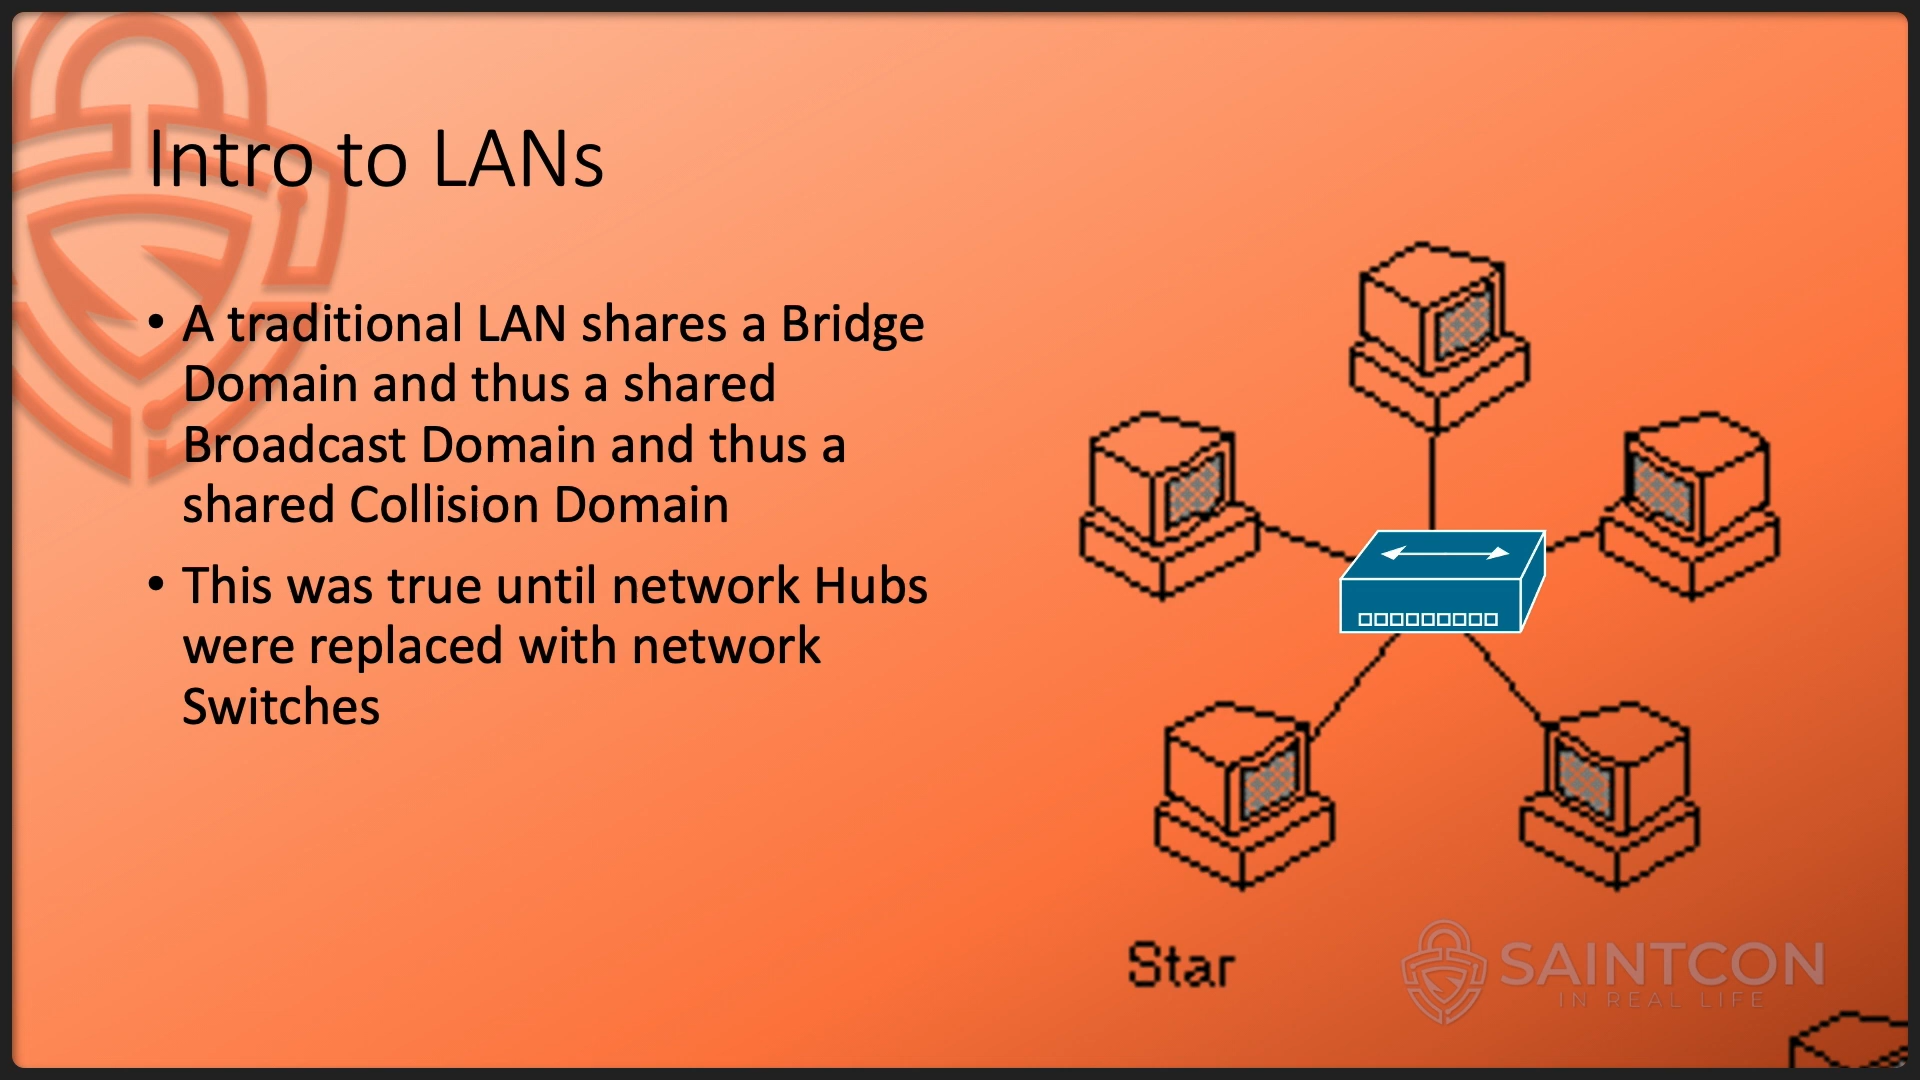 Intro to LANs
• A traditional LAN shares a Bridge
Domain and thus a shared
Broadcast Domain and thus a
shared Collision Domain
• This was true until network Hubs
were replaced with network
Switches
Star
SAINTCON
IN REAL LIFE